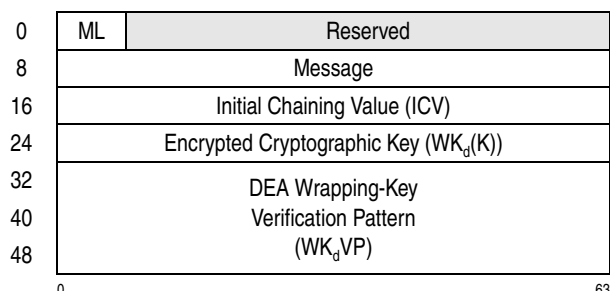 0 ML Reserved
8 Message
16 Initial Chaining Value (ICV)
24 Encrypted Cryptographic Key (WKd(K))
32 DEA Wrapping-Key
40 Verification Pattern
48 (WKdVP)
0 63